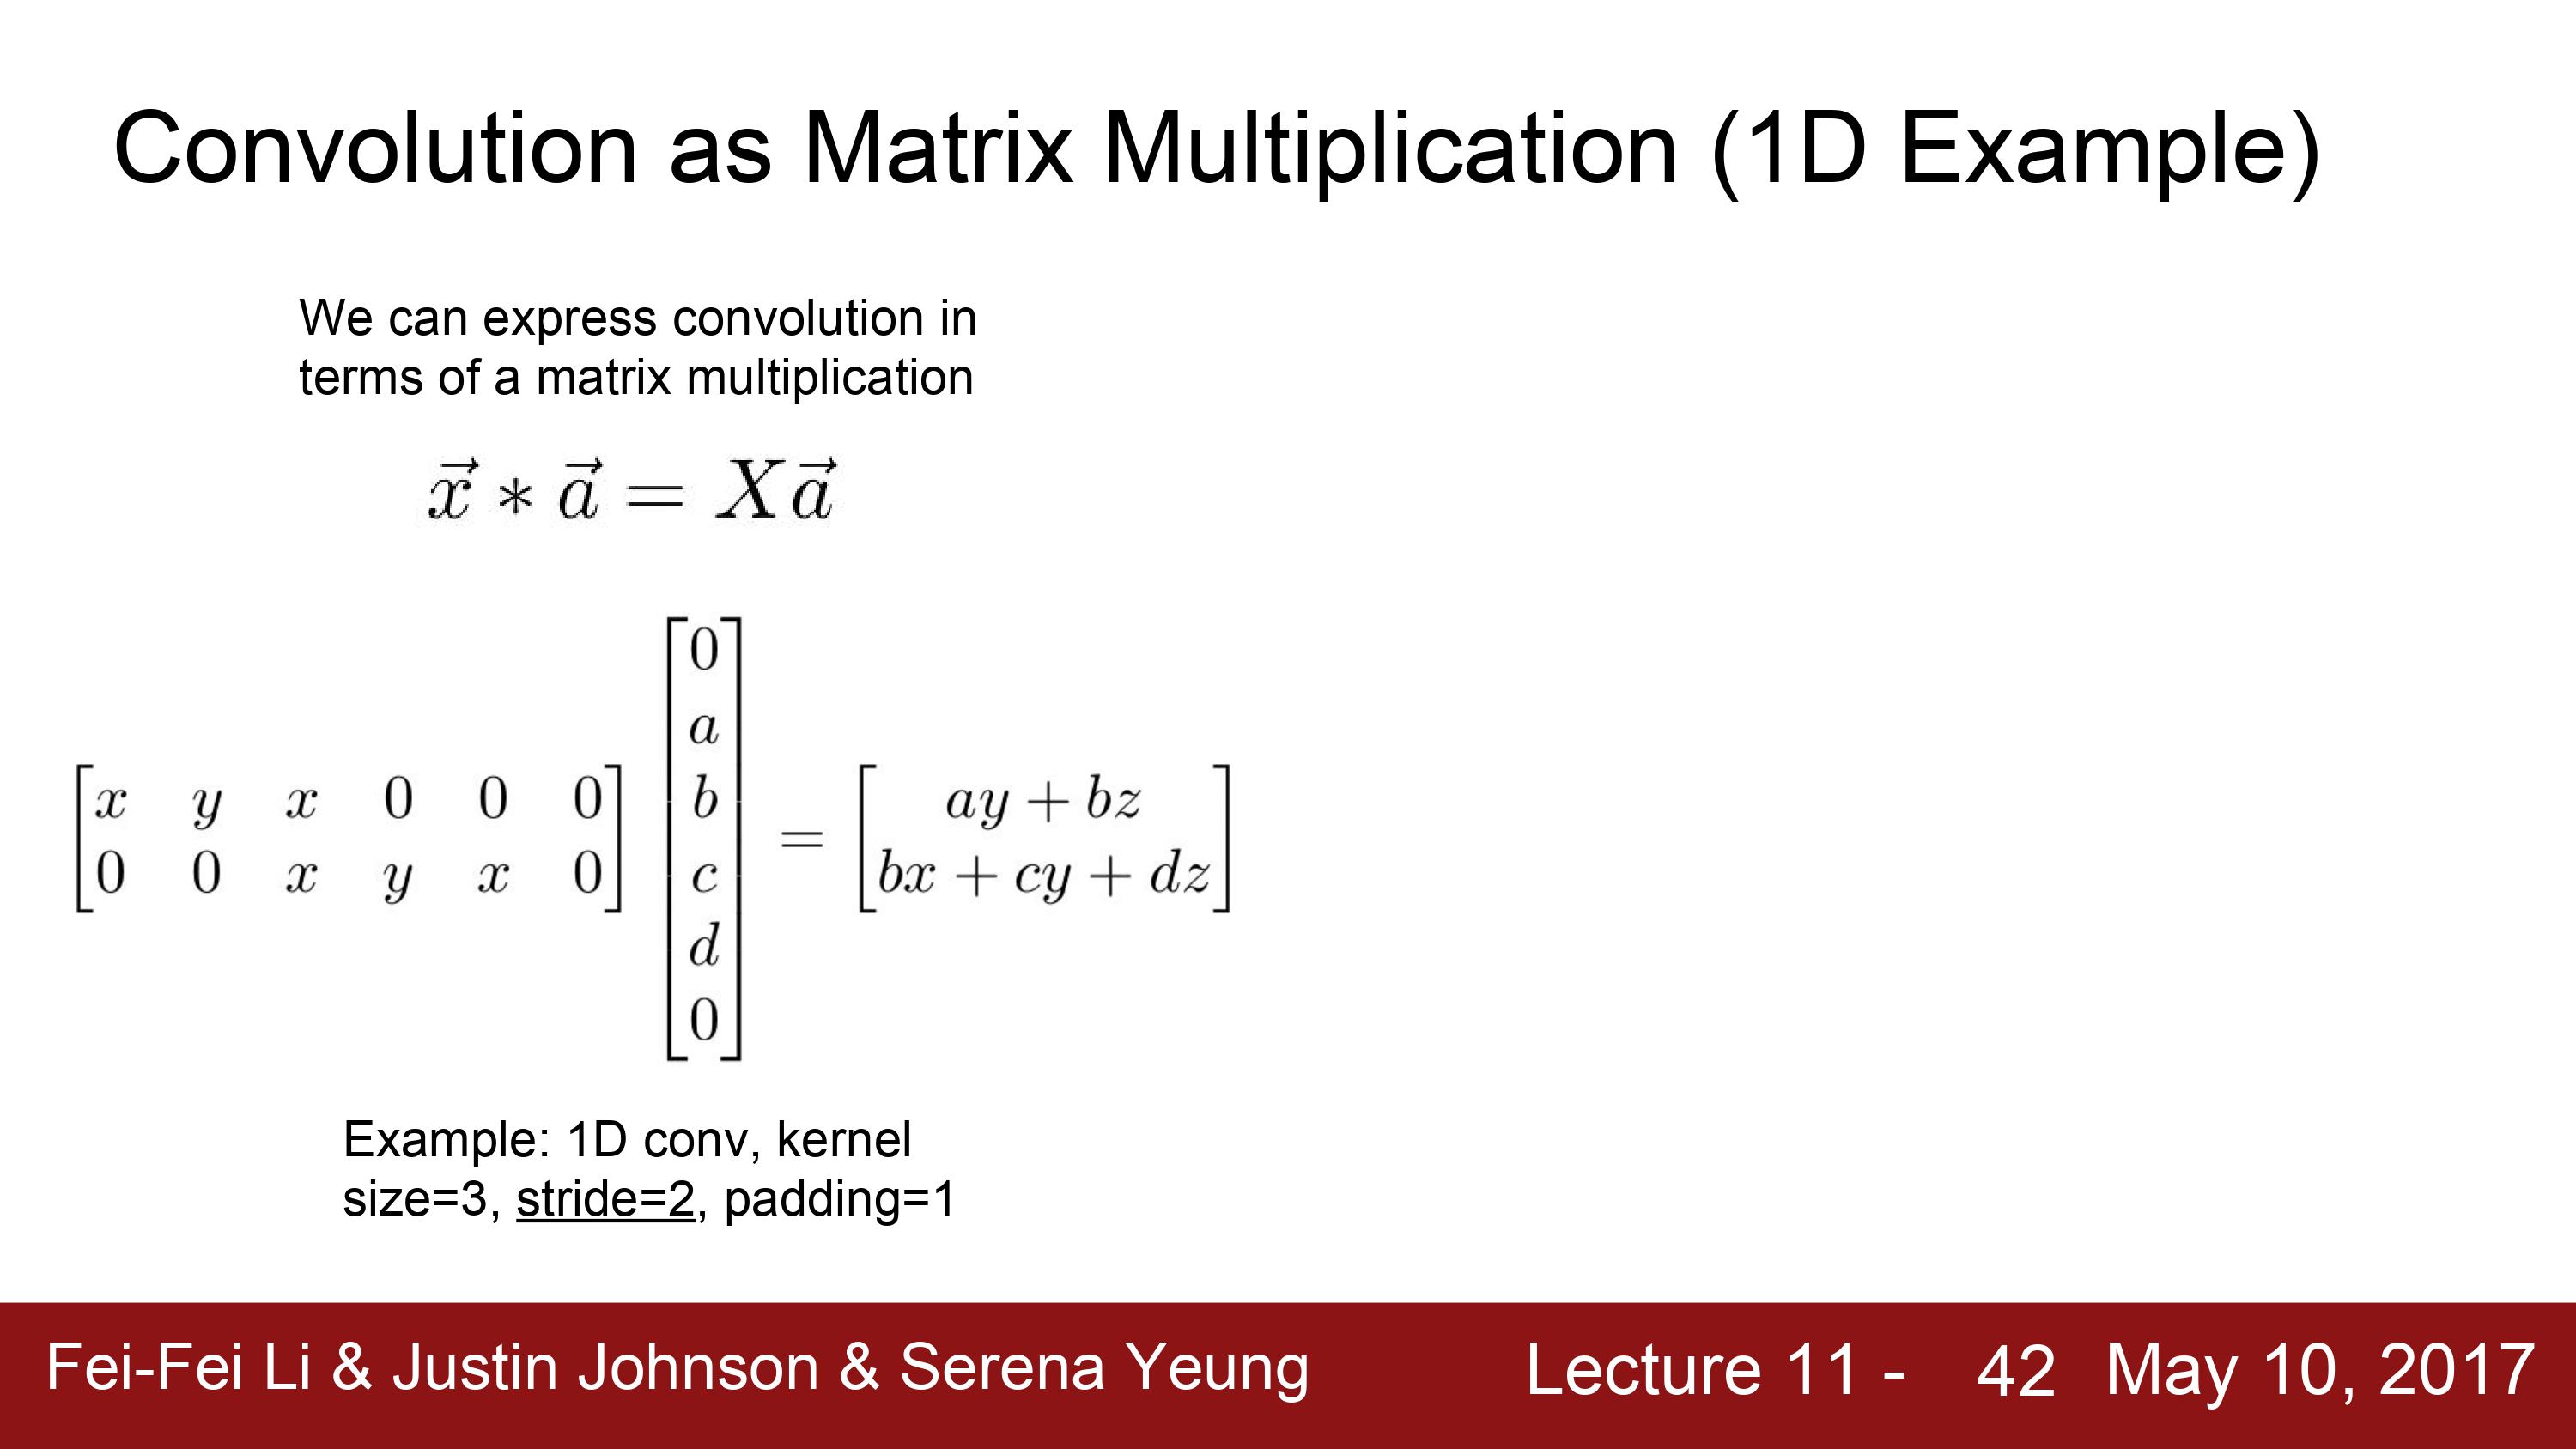 Convolution as Matrix Multiplication (1D Example)
We can express convolution in
terms of a matrix multiplication
$\vec{x} * \vec{a} = X\vec{a}$
$\begin{bmatrix} x & y & x & 0 & 0 & 0 \\ 0 & 0 & x & y & x & 0 \end{bmatrix} \begin{bmatrix} 0 \\ a \\ b \\ c \\ d \\ 0 \end{bmatrix} = \begin{bmatrix} ay + bz \\ bx + cy + dz \end{bmatrix}$
Example: 1D conv, kernel
size=3, stride=2, padding=1
Fei-Fei Li & Justin Johnson & Serena Yeung Lecture 11 - 42 May 10, 2017